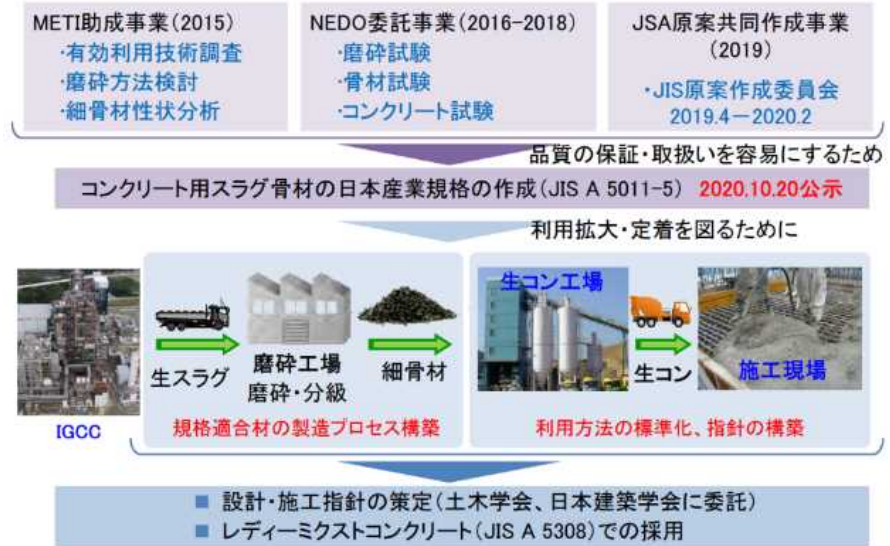 METI助成事業(2015)
・有効利用技術調査
・磨砕方法検討
・細骨材性状分析
NEDO委託事業(2016-2018)
・磨砕試験
・骨材試験
・コンクリート試験
JSA原案共同作成事業
(2019)
・JIS原案作成委員会
2019.4－2020.2
品質の保証・取扱いを容易にするため
コンクリート用スラグ骨材の日本産業規格の作成(JIS A 5011-5) 2020.10.20公示
利用拡大・定着を図るために
IGCC
生スラグ
磨砕工場
磨砕・分級
細骨材
規格適合材の製造プロセス構築
生コン工場
生コン
施工現場
利用方法の標準化、指針の構築
■ 設計・施工指針の策定(土木学会、日本建築学会に委託)
■ レディーミクストコンクリート(JIS A 5308)での採用